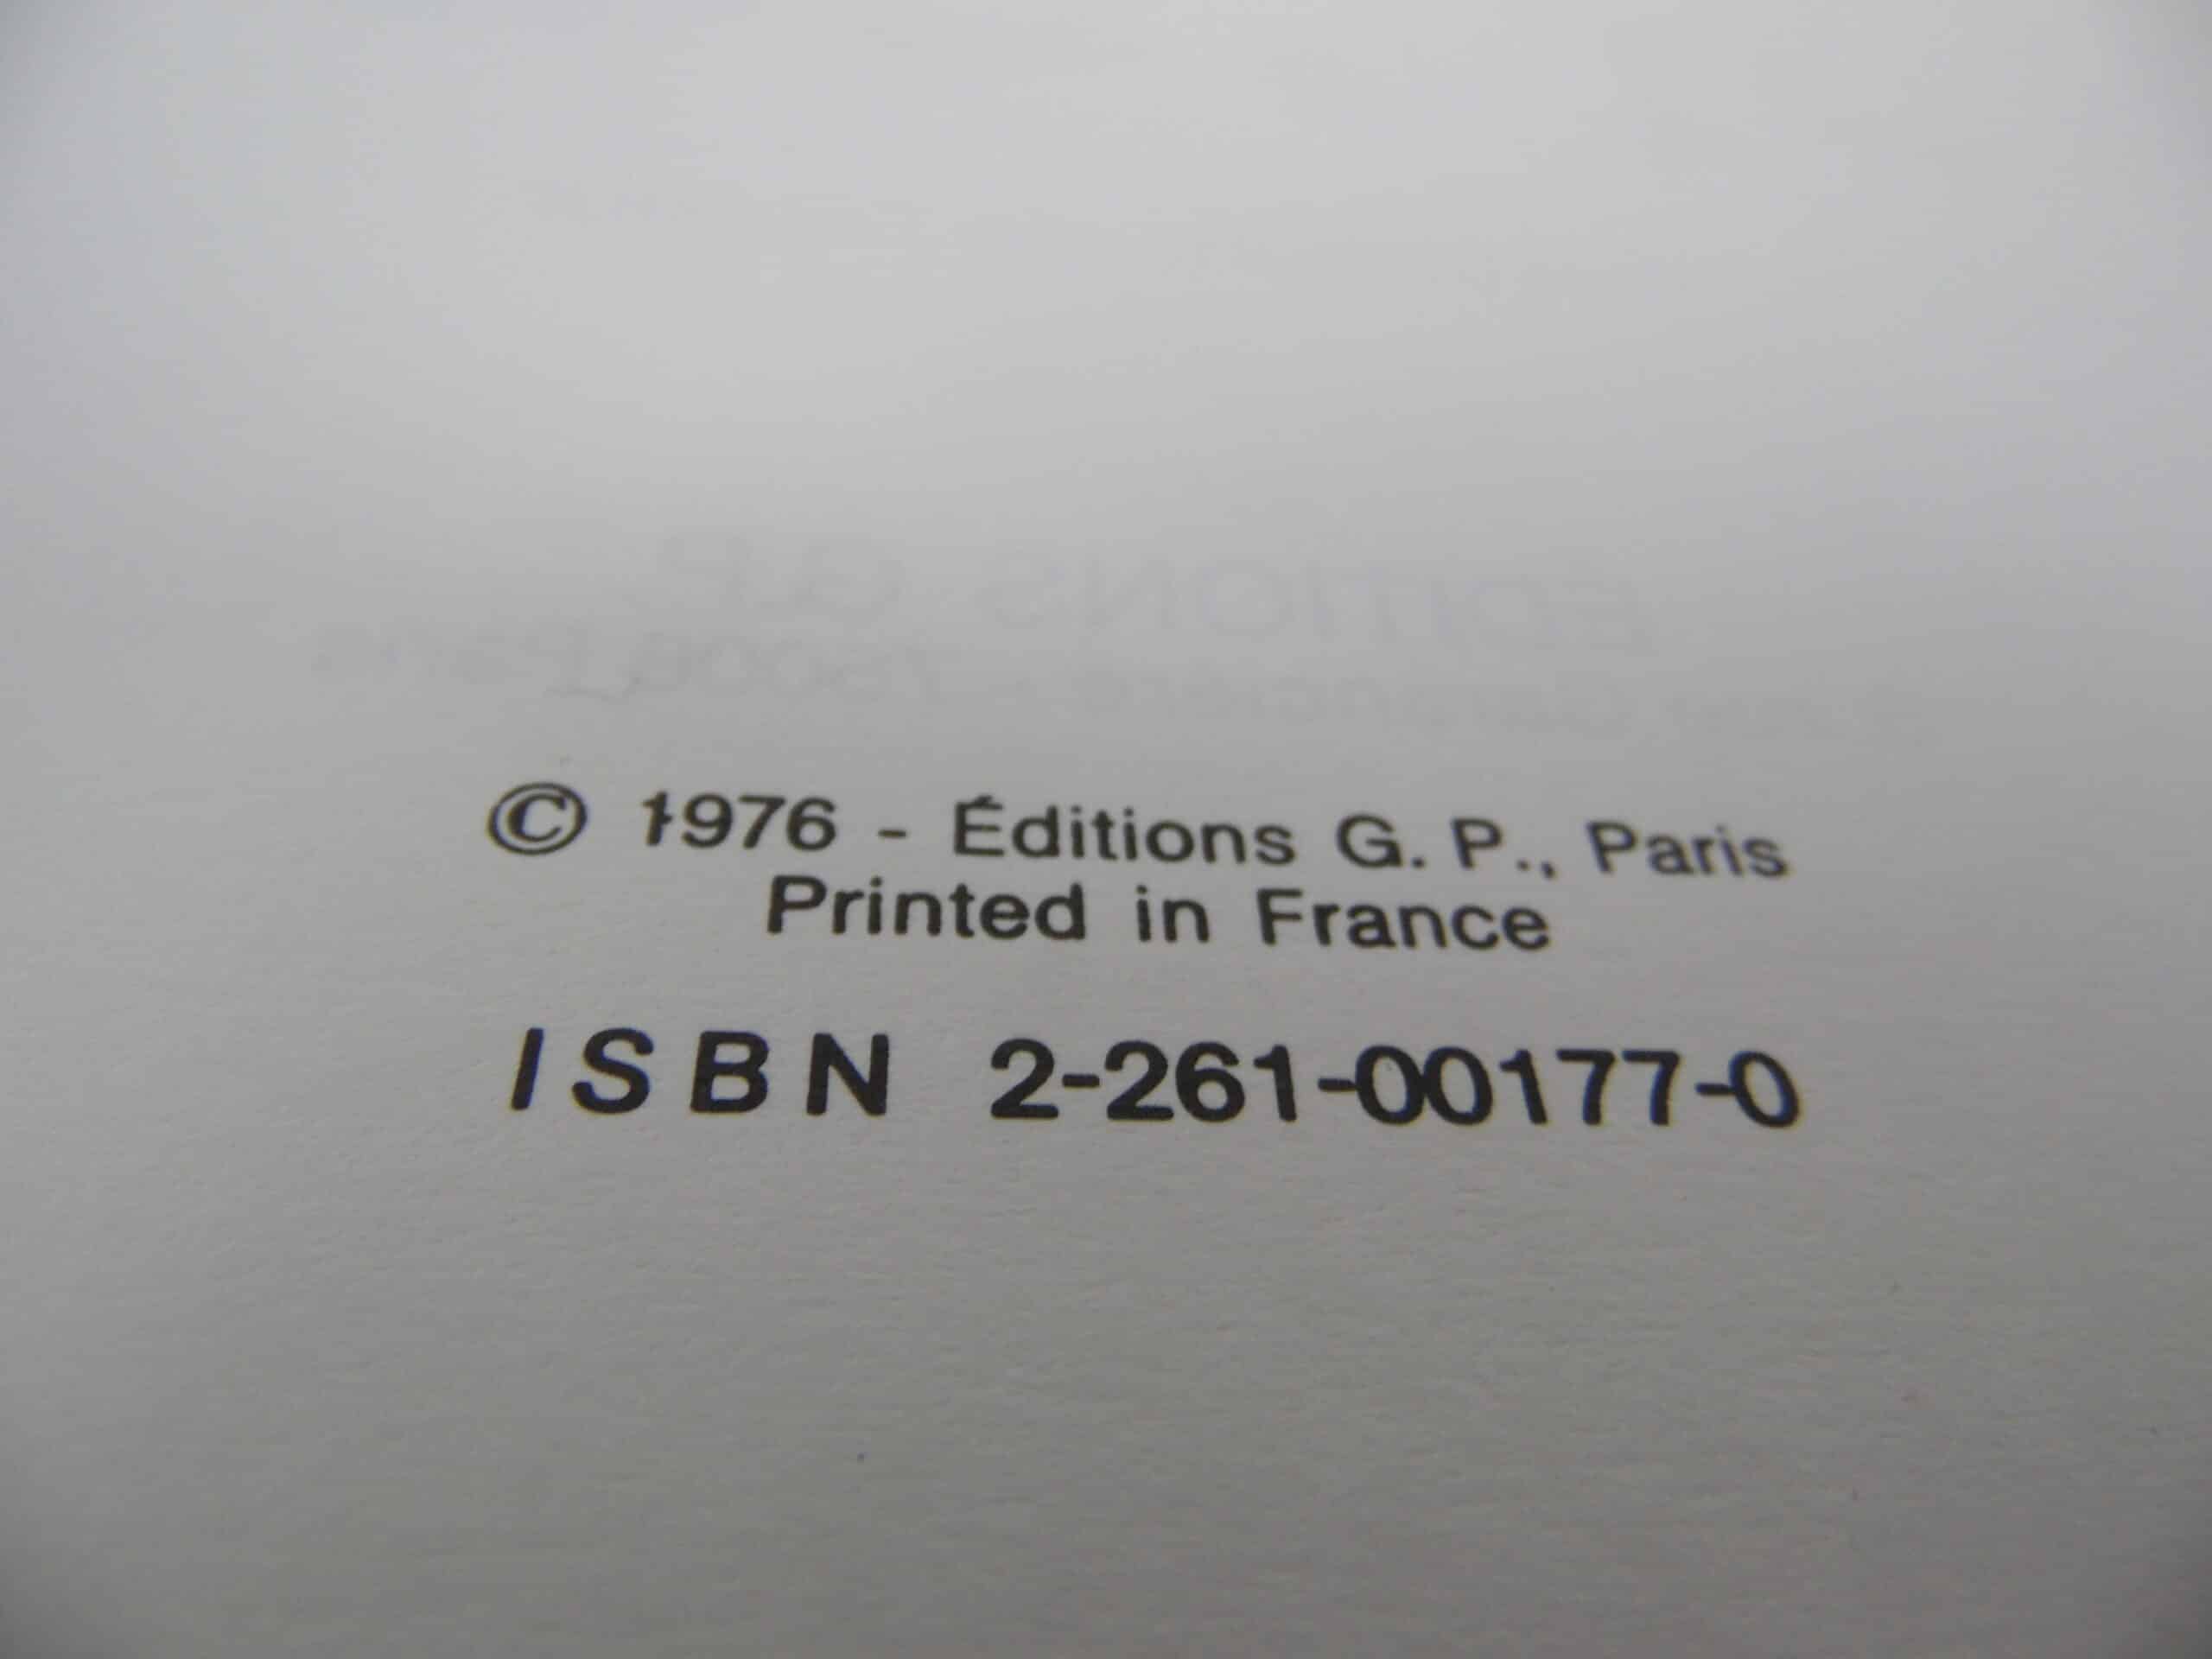 © 1976 - Éditions G. P., Paris
Printed in France
ISBN 2-261-00177-0